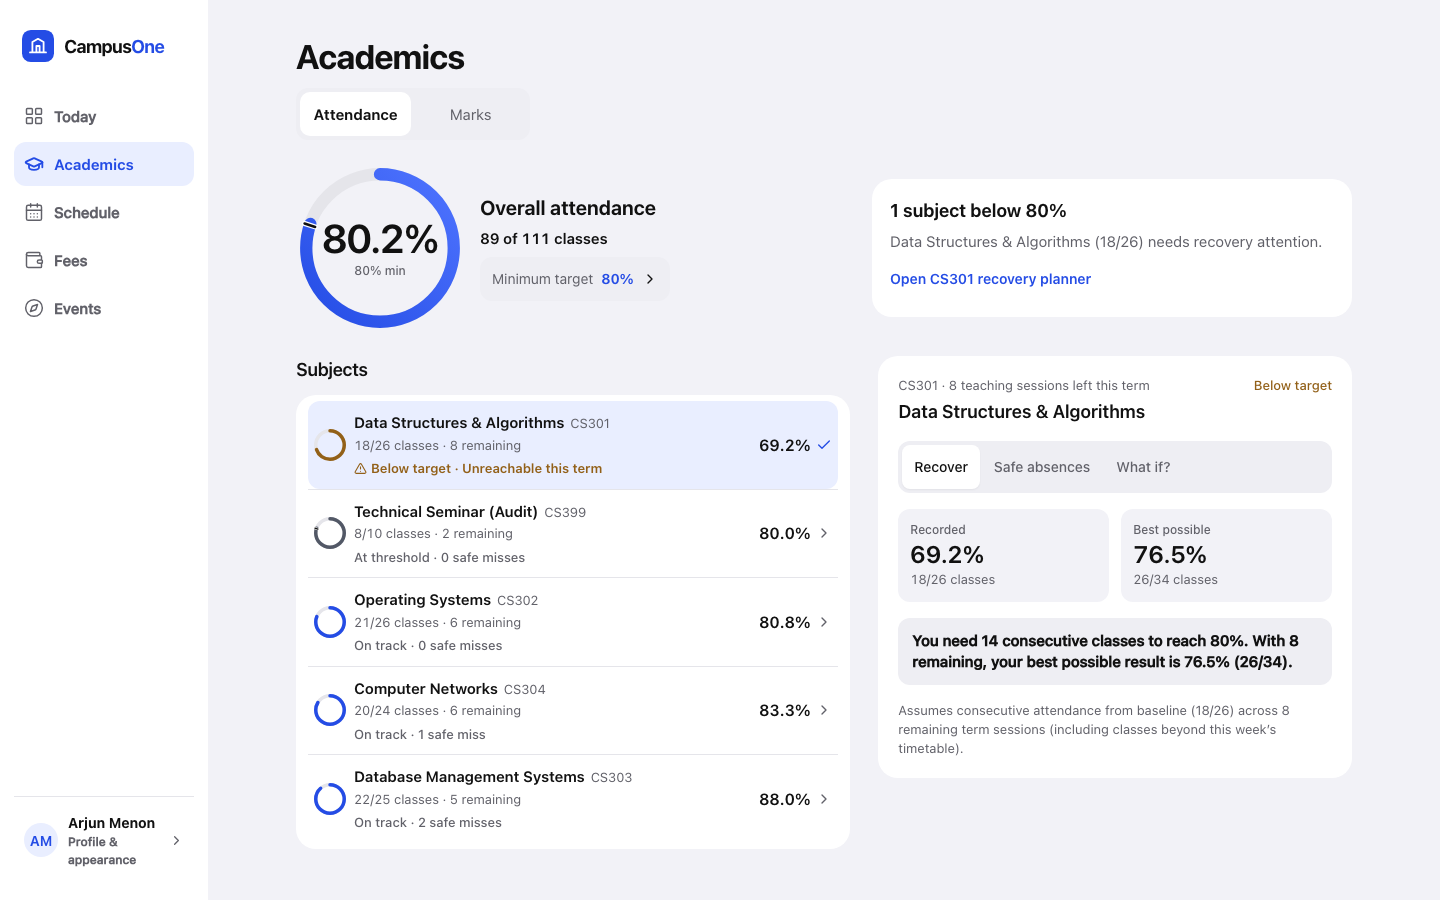 CampusOne
Today
Academics
Schedule
Fees
Events
Arjun Menon
AM
Profile &
appearance
Academics
Attendance
Marks
80.2%
80% min
Overall attendance
89 of 111 classes
Minimum target 80%
1 subject below 80%
Data Structures & Algorithms (18/26) needs recovery attention.
Open CS301 recovery planner
Subjects
Data Structures & Algorithms CS301
18/26 classes · 8 remaining
Below target · Unreachable this term
69.2%
Technical Seminar (Audit) CS399
8/10 classes · 2 remaining
At threshold · 0 safe misses
80.0%
Operating Systems CS302
21/26 classes · 6 remaining
On track · 0 safe misses
80.8%
Computer Networks CS304
20/24 classes · 6 remaining
On track · 1 safe miss
83.3%
Database Management Systems CS303
22/25 classes · 5 remaining
On track · 2 safe misses
88.0%
CS301 · 8 teaching sessions left this term
Below target
Data Structures & Algorithms
Recover
Safe absences
What if?
Recorded
69.2%
18/26 classes
Best possible
76.5%
26/34 classes
You need 14 consecutive classes to reach 80%. With 8
remaining, your best possible result is 76.5% (26/34).
Assumes consecutive attendance from baseline (18/26) across 8
remaining term sessions (including classes beyond this week's
timetable).